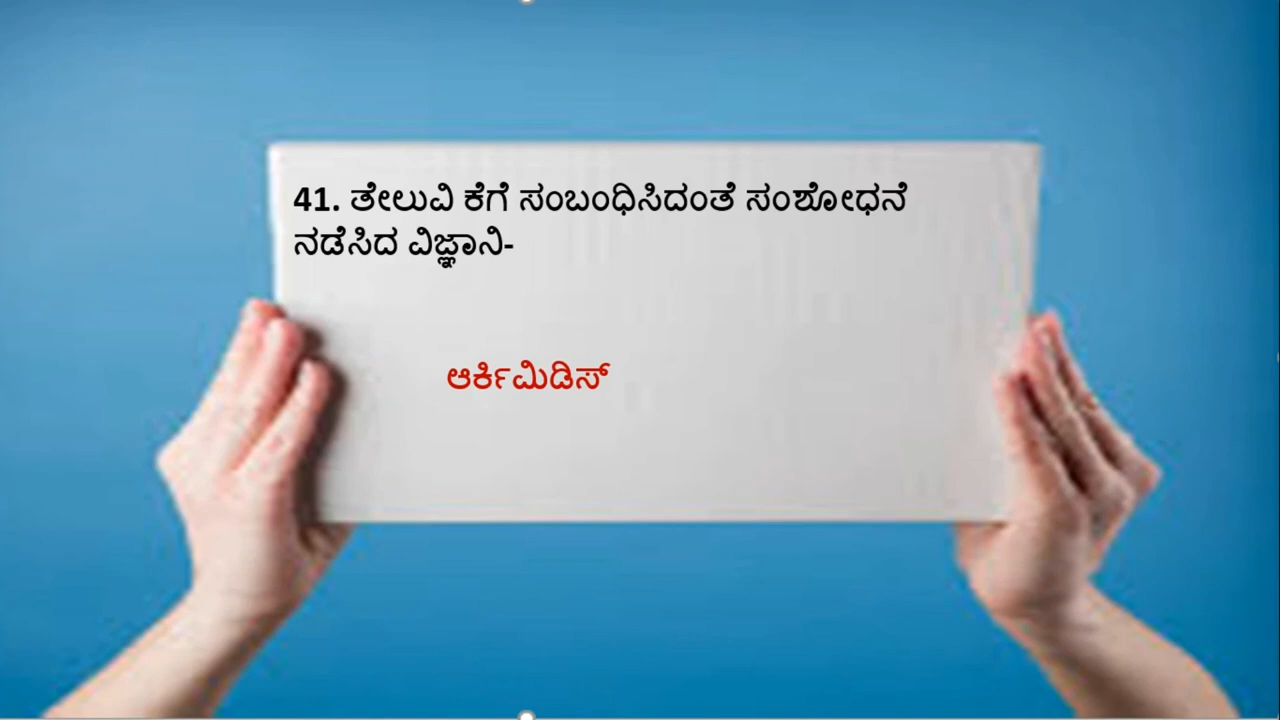 41. ತೇಲುವಿ ಕೆಗೆ ಸಂಬಂಧಿಸಿದಂತೆ ಸಂಶೋಧನೆ
ನಡೆಸಿದ ವಿಜ್ಞಾನಿ-
ಆರ್ಕಿಮಿಡಿಸ್